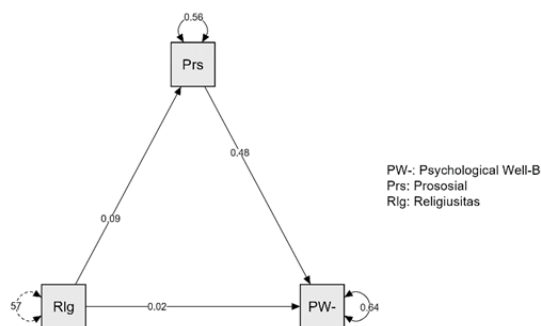 0.56
Prs
0.48
PW-: Psychological Well-B
Prs: Prososial
Rlg: Religiusitas
0.09
57
Rlg
0.02
PW-
0.64